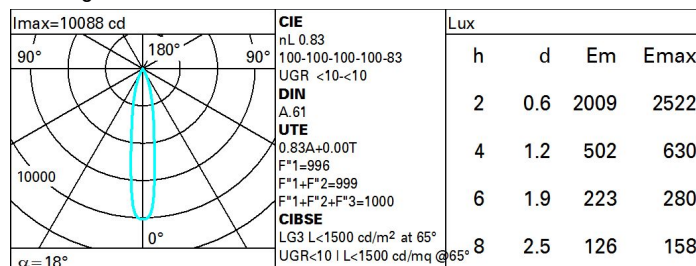 Imax=10088 cd
90°
180°
90°
10000
0°
α=18°
CIE
nL 0.83
100-100-100-100-83
UGR <10-<10
DIN
A.61
UTE
0.83A+0.00T
F"1=996
F"1+F"2=999
F"1+F"2+F"3=1000
CIBSE
LG3 L<1500 cd/m² at 65°
UGR<10 | L<1500 cd/mq @65°
Lux
h d Em Emax
2 0.6 2009 2522
4 1.2 502 630
6 1.9 223 280
8 2.5 126 158